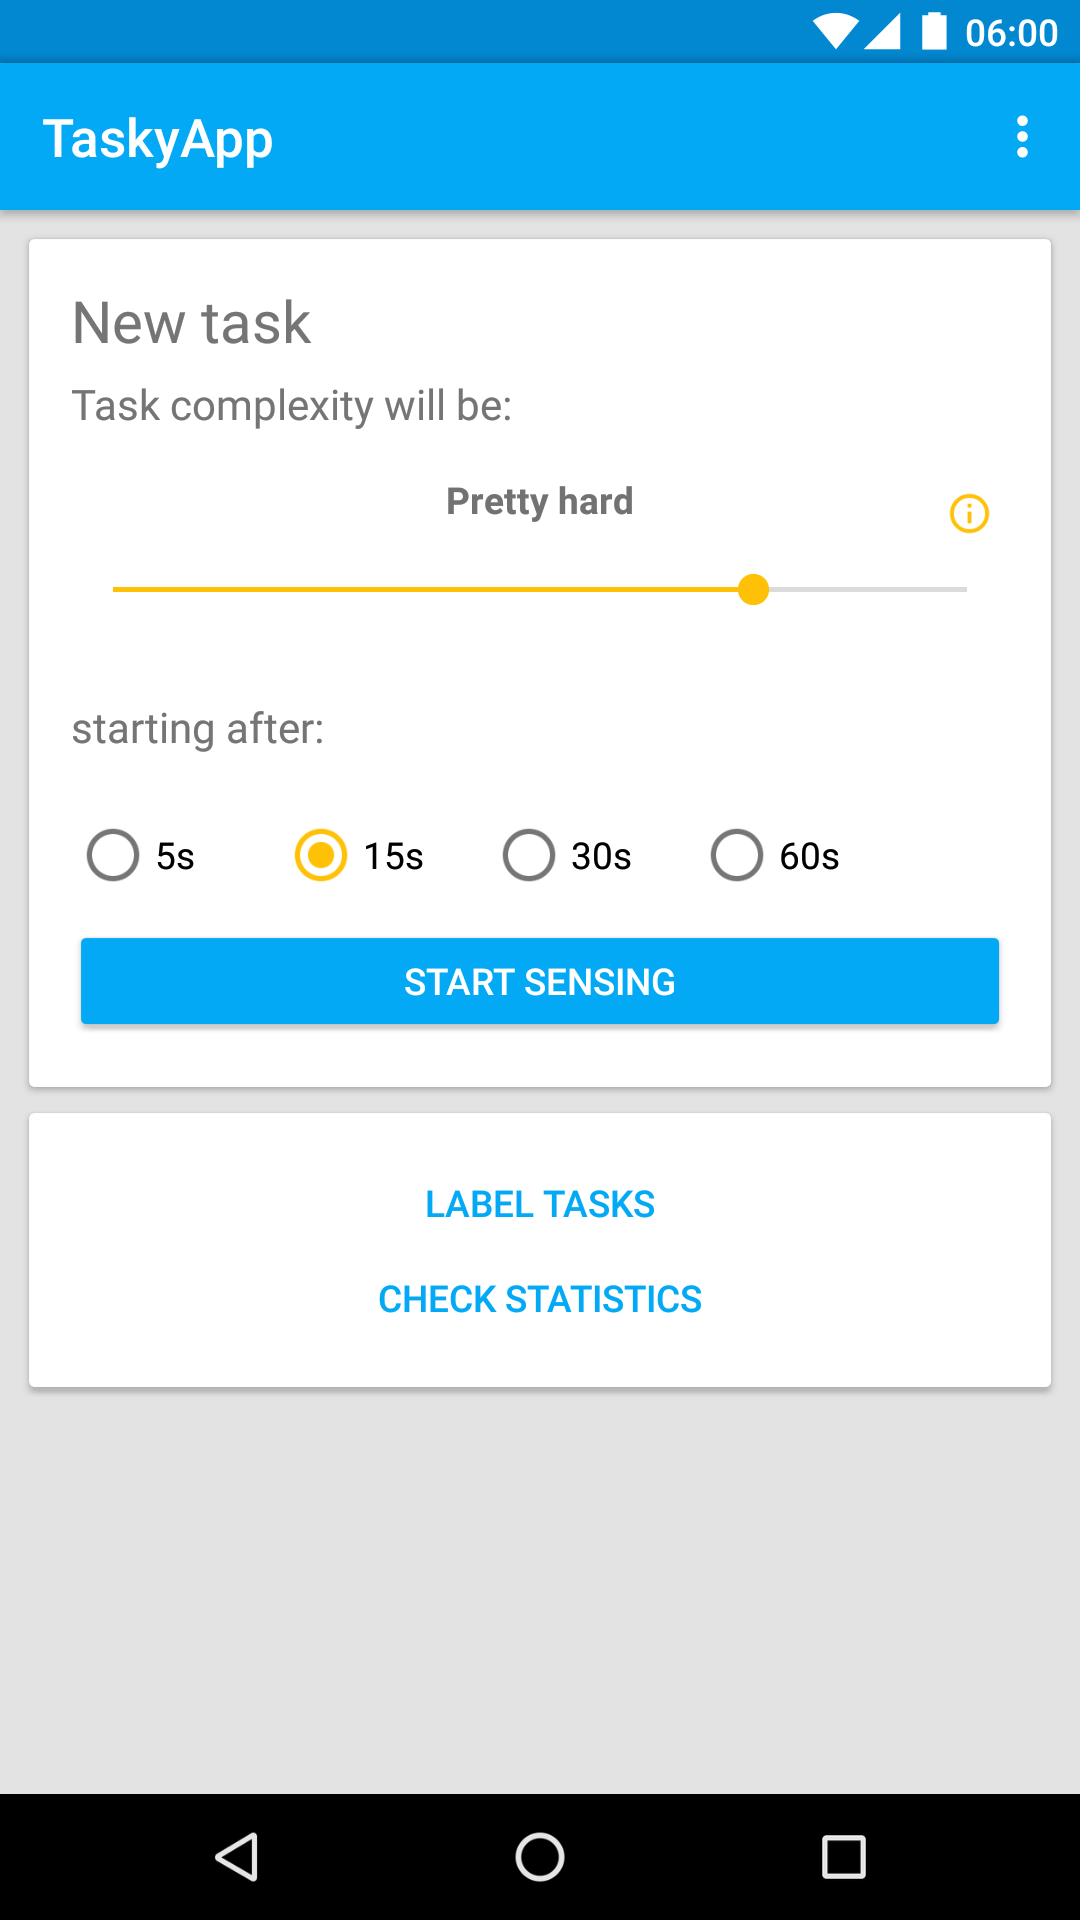 06:00
TaskyApp
New task
Task complexity will be:
Pretty hard
starting after:
5s 15s 30s 60s
START SENSING
LABEL TASKS
CHECK STATISTICS